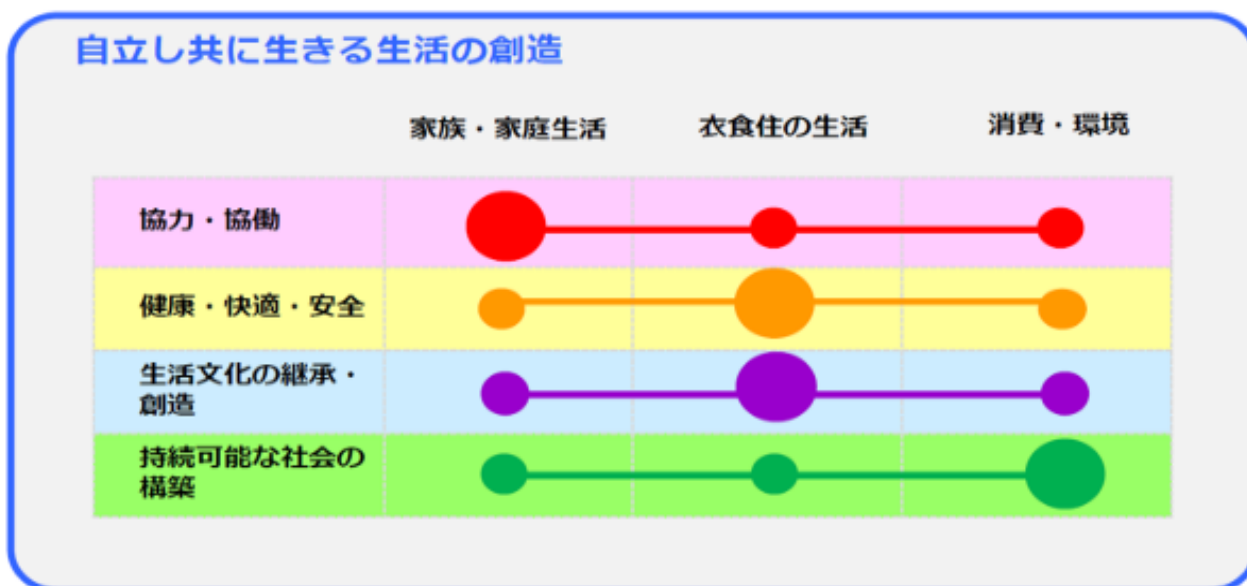 自立し共に生きる生活の創造
家族・家庭生活
衣食住の生活
消費・環境
協力・協働
健康・快適・安全
生活文化の継承・
創造
持続可能な社会の
構築